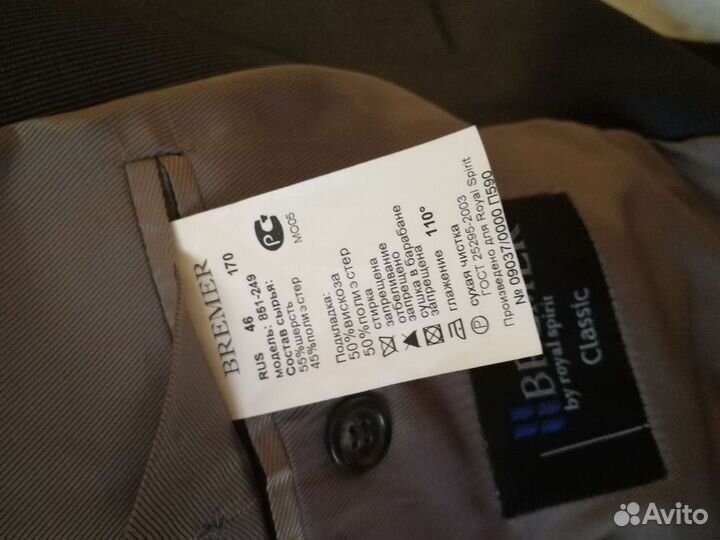 BREMER
RUS 46 170
модель: 851-249
Состав сырья:
55%шерсть
45%полиэстер
РС
МО05
Подкладка:
50%вискоза
50%полиэстер
стирка
запрещена
отбеливание
запрещено
сушка в барабане
запрещена
глажение 110°
Р сухая чистка
ГОСТ 25295-2003
Произведено для Royal Spirit
№ 09037/0000 П590
BREMER
by royal spirit
Classic
Avito